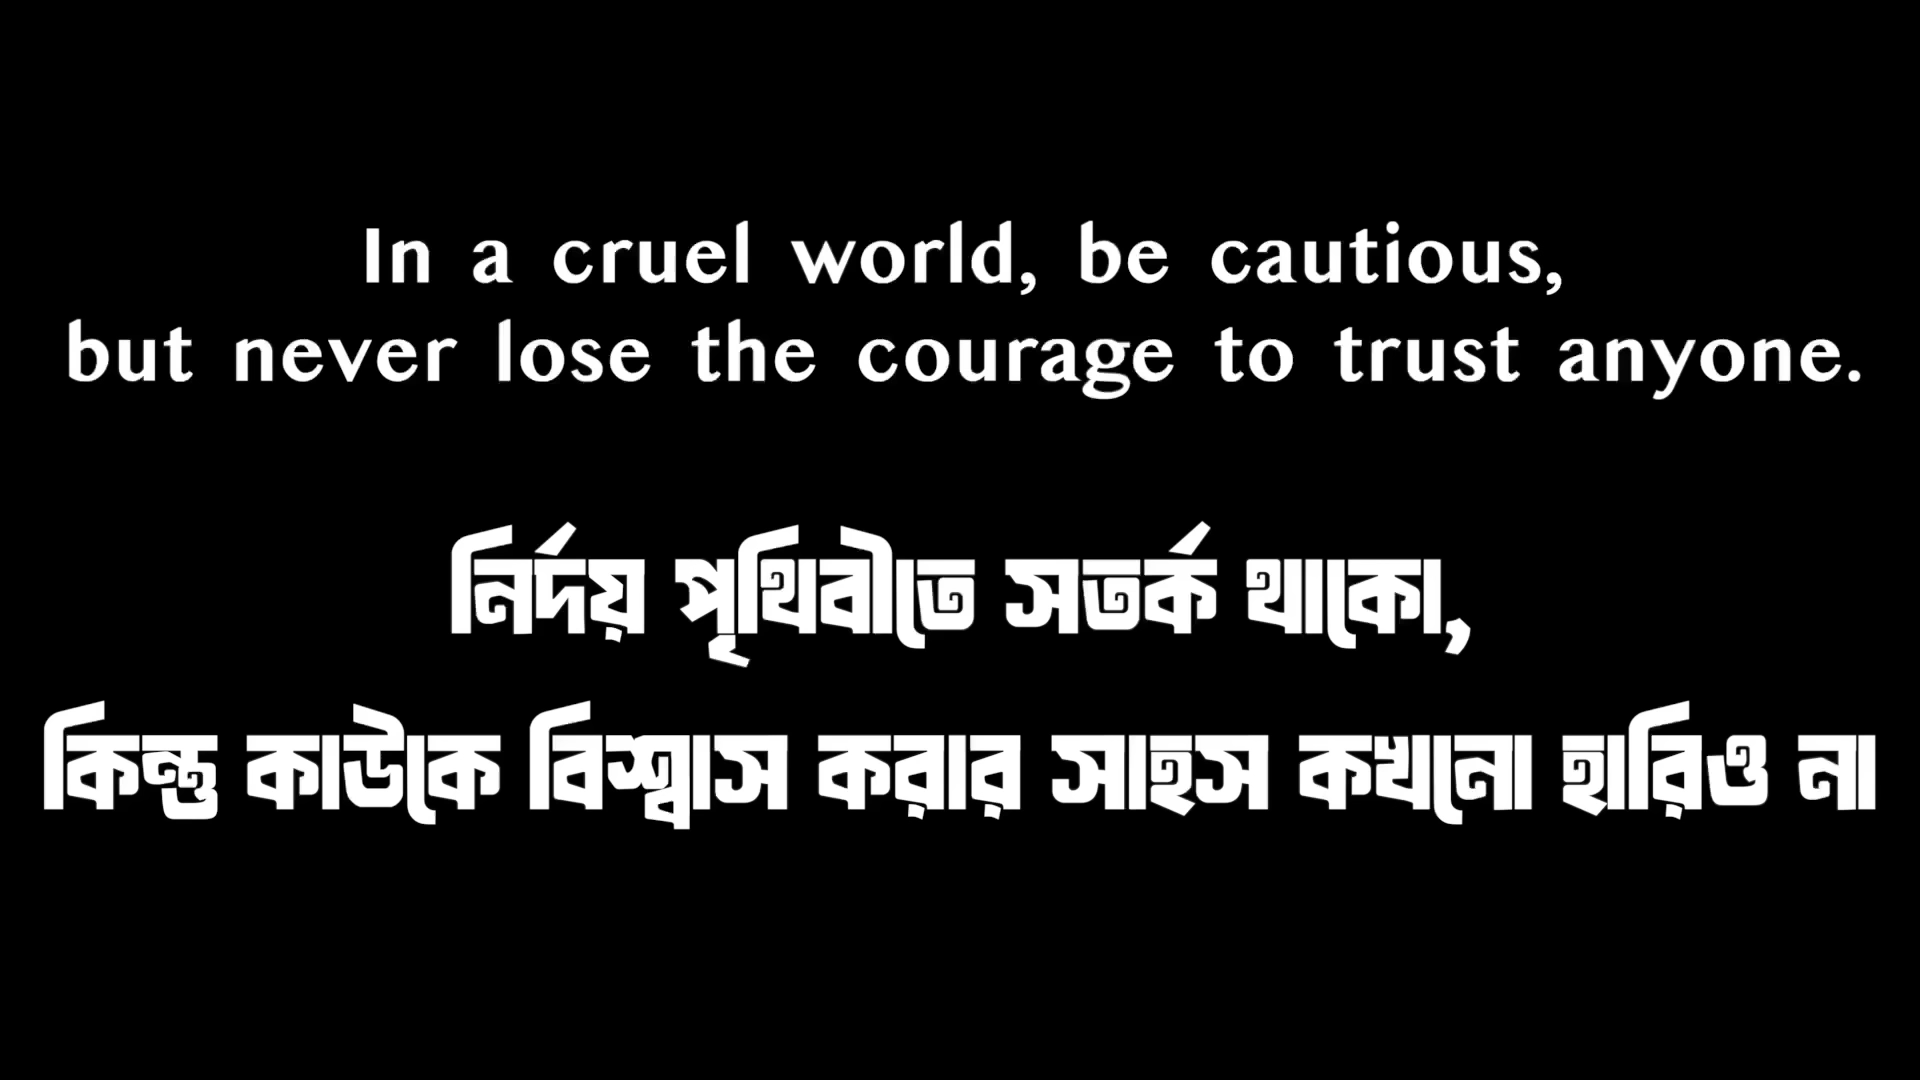 In a cruel world, be cautious,
but never lose the courage to trust anyone.
নির্দয় পৃথিবীতে সতর্ক থাকো,
কিন্তু কাউকে বিশ্বাস করার সাহস কখনো হারিও না